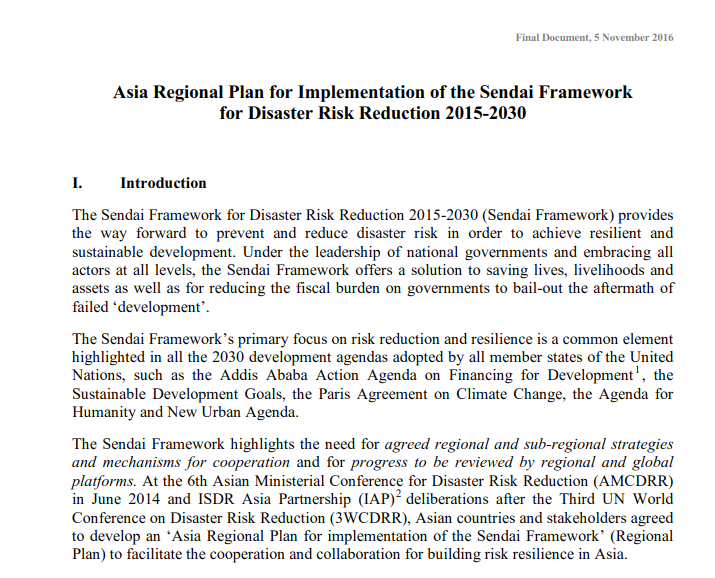 Final Document, 5 November 2016
Asia Regional Plan for Implementation of the Sendai Framework
for Disaster Risk Reduction 2015-2030
I. Introduction
The Sendai Framework for Disaster Risk Reduction 2015-2030 (Sendai Framework) provides
the way forward to prevent and reduce disaster risk in order to achieve resilient and
sustainable development. Under the leadership of national governments and embracing all
actors at all levels, the Sendai Framework offers a solution to saving lives, livelihoods and
assets as well as for reducing the fiscal burden on governments to bail-out the aftermath of
failed ‘development’.
The Sendai Framework’s primary focus on risk reduction and resilience is a common element
highlighted in all the 2030 development agendas adopted by all member states of the United
Nations, such as the Addis Ababa Action Agenda on Financing for Development1, the
Sustainable Development Goals, the Paris Agreement on Climate Change, the Agenda for
Humanity and New Urban Agenda.
The Sendai Framework highlights the need for agreed regional and sub-regional strategies
and mechanisms for cooperation and for progress to be reviewed by regional and global
platforms. At the 6th Asian Ministerial Conference for Disaster Risk Reduction (AMCDRR)
in June 2014 and ISDR Asia Partnership (IAP)2 deliberations after the Third UN World
Conference on Disaster Risk Reduction (3WCDRR), Asian countries and stakeholders agreed
to develop an ‘Asia Regional Plan for implementation of the Sendai Framework’ (Regional
Plan) to facilitate the cooperation and collaboration for building risk resilience in Asia.